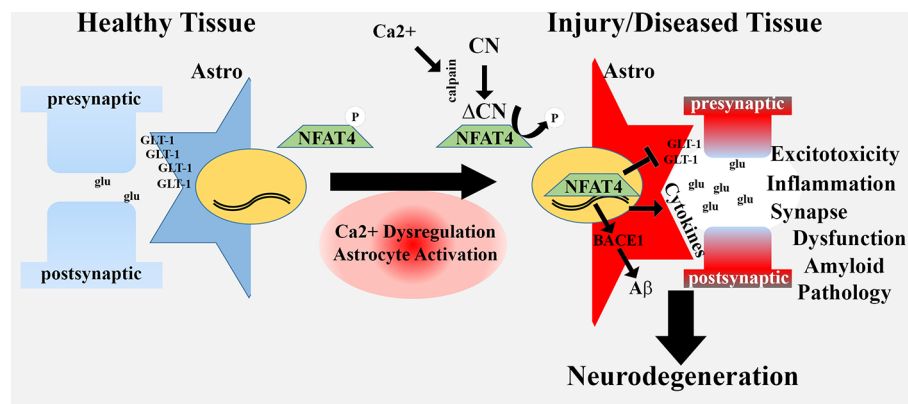 Healthy Tissue
Injury/Diseased Tissue
Ca2+
CN
calpain
ΔCN
P
NFAT4
P
NFAT4
Astro
presynaptic
GLT-1
GLT-1
GLT-1
GLT-1
glu
glu
postsynaptic
Ca2+ Dysregulation
Astrocyte Activation
Astro
presynaptic
GLT-1
GLT-1
glu
glu
glu
glu
glu
NFAT4
Cytokines
BACE1
Aβ
postsynaptic
Excitotoxicity
Inflammation
Synapse
Dysfunction
Amyloid
Pathology
Neurodegeneration